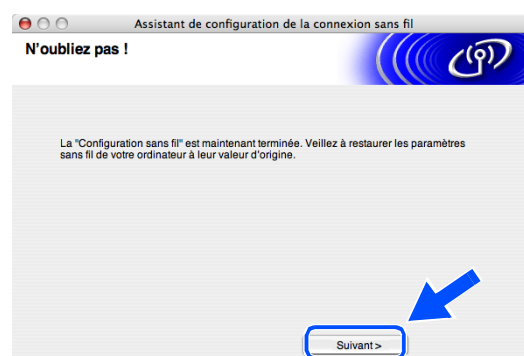 Assistant de configuration de la connexion sans fil
N'oubliez pas !
La "Configuration sans fil" est maintenant terminée. Veillez à restaurer les paramètres
sans fil de votre ordinateur à leur valeur d'origine.
Suivant >